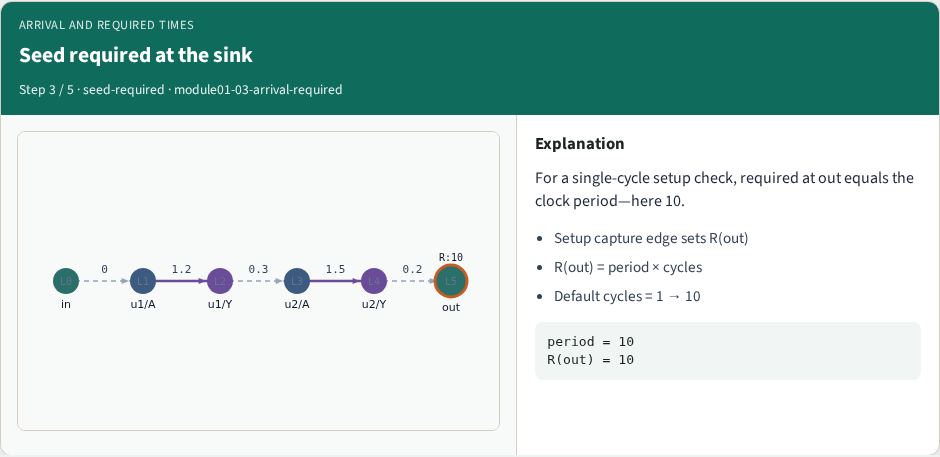 ARRIVAL AND REQUIRED TIMES
Seed required at the sink
Step 3 / 5 · seed-required · module01-03-arrival-required
R:10
0 1.2 0.3 1.5 0.2
L0 L1 L2 L3 L4 L5
in u1/A u1/Y u2/A u2/Y out
Explanation
For a single-cycle setup check, required at out equals the
clock period—here 10.
• Setup capture edge sets R(out)
• R(out) = period × cycles
• Default cycles = 1 → 10
period = 10
R(out) = 10